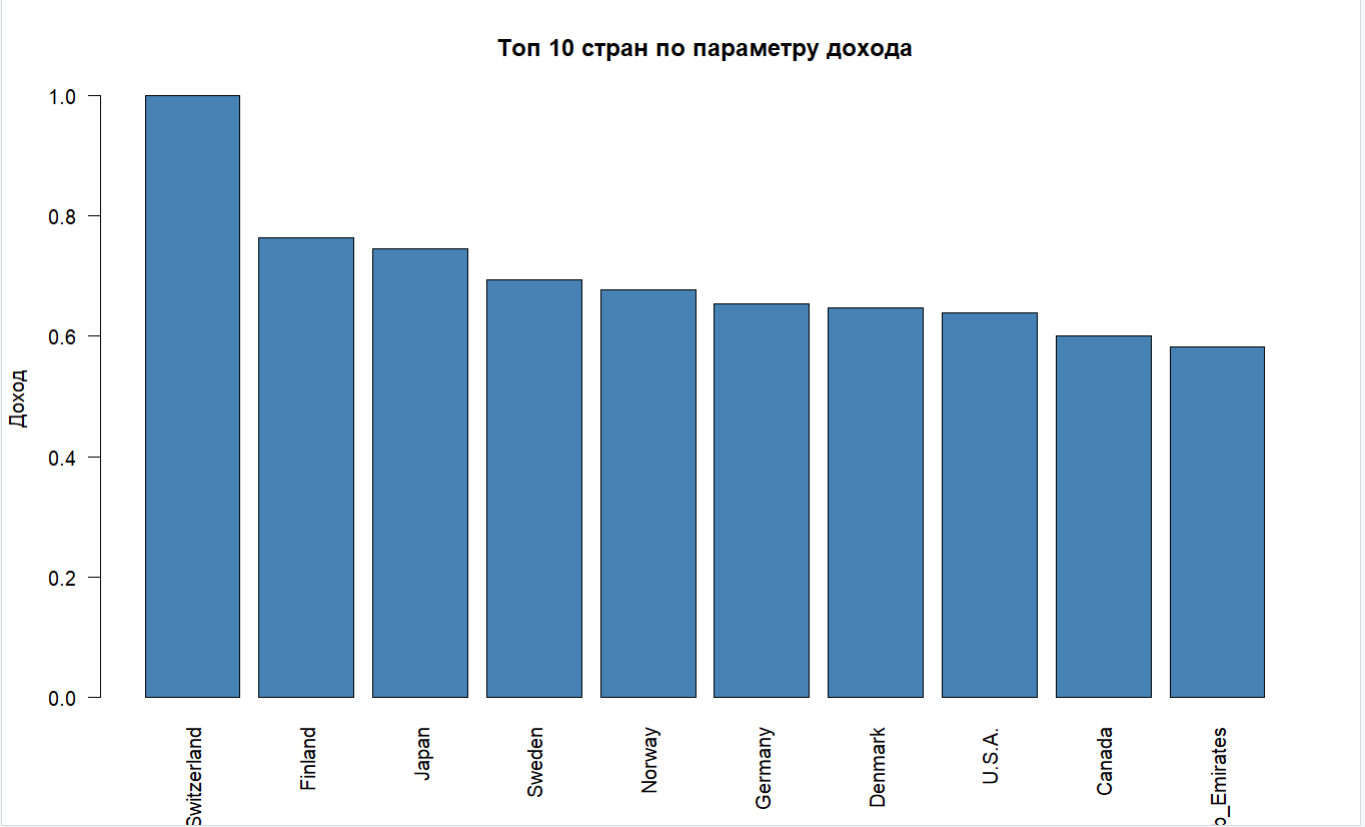 Топ 10 стран по параметру дохода
1.0
0.8
0.6
0.4
0.2
0.0
Доход
Switzerland
Finland
Japan
Sweden
Norway
Germany
Denmark
U.S.A.
Canada
_Emirates